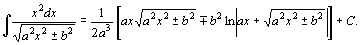 ∫ x²dx / √(a²x² ± b²) = 1 / 2a³ [ax√(a²x² ± b²) ∓ b² ln|ax + √(a²x² ± b²)|] + C.